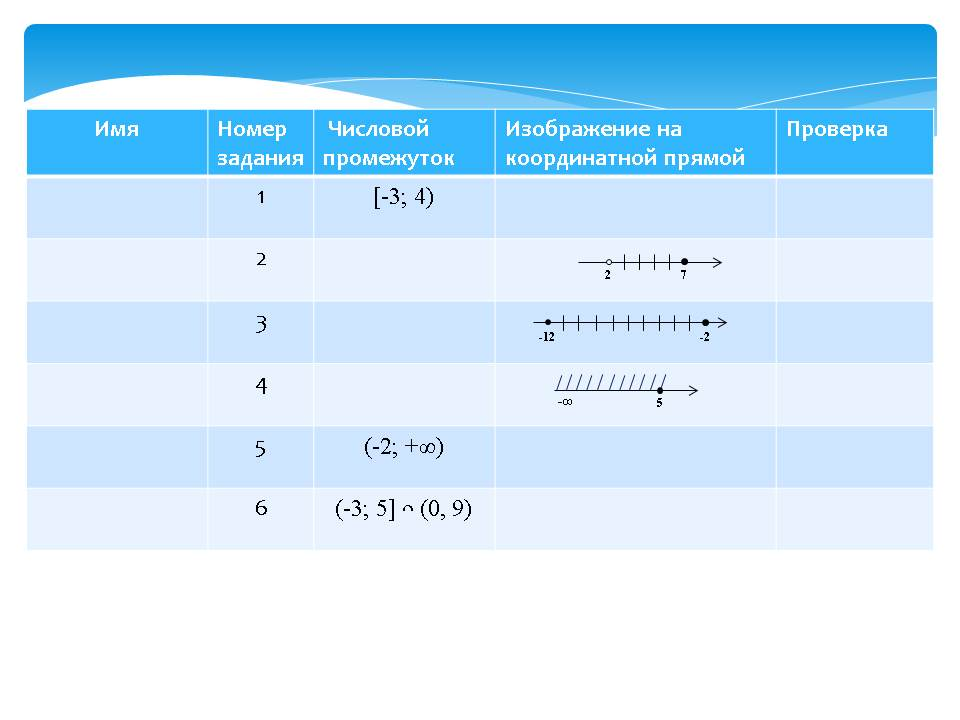 Имя Номер задания Числовой промежуток Изображение на координатной прямой Проверка
1 [-3; 4)
2 2 7
3 -12 -2
4 -∞ 5
5 (-2; +∞)
6 (-3; 5] ∩ (0, 9)